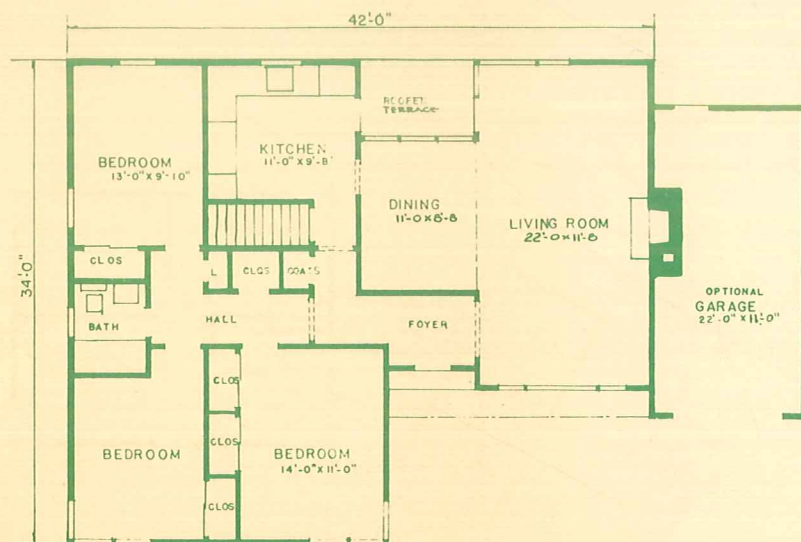 42'-0"
34'-0"
BEDROOM
13'-0" X 9'-10"
KITCHEN
11'-0" X 9'-8"
ROOFED
TERRACE
DINING
11'-0 X 8'-8
LIVING ROOM
22'-0 X 11'-8
OPTIONAL
GARAGE
22'-0" X 11'-0"
CLOS
L
CLOS
COATS
BATH
HALL
FOYER
CLOS
CLOS
CLOS
BEDROOM
BEDROOM
14'-0" X 11'-0"